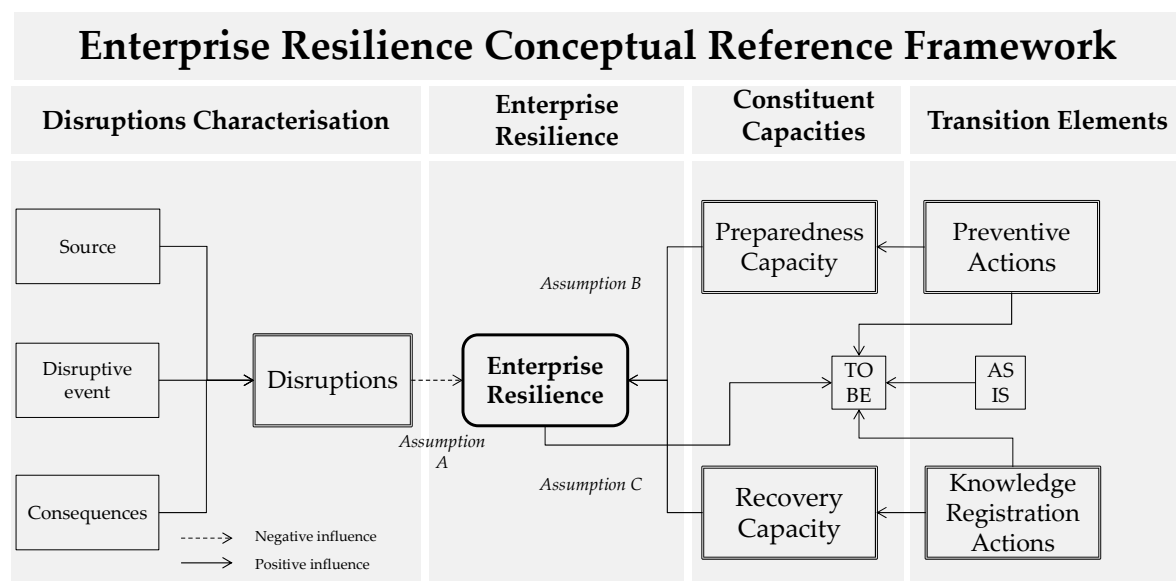 Enterprise Resilience Conceptual Reference Framework
Disruptions Characterisation
Enterprise
Resilience
Constituent
Capacities
Transition Elements
Source
Disruptive
event
Consequences
Disruptions
Assumption
A
Enterprise
Resilience
Assumption B
Assumption C
Preparedness
Capacity
Recovery
Capacity
Preventive
Actions
TO
BE
AS
IS
Knowledge
Registration
Actions
Negative influence
Positive influence